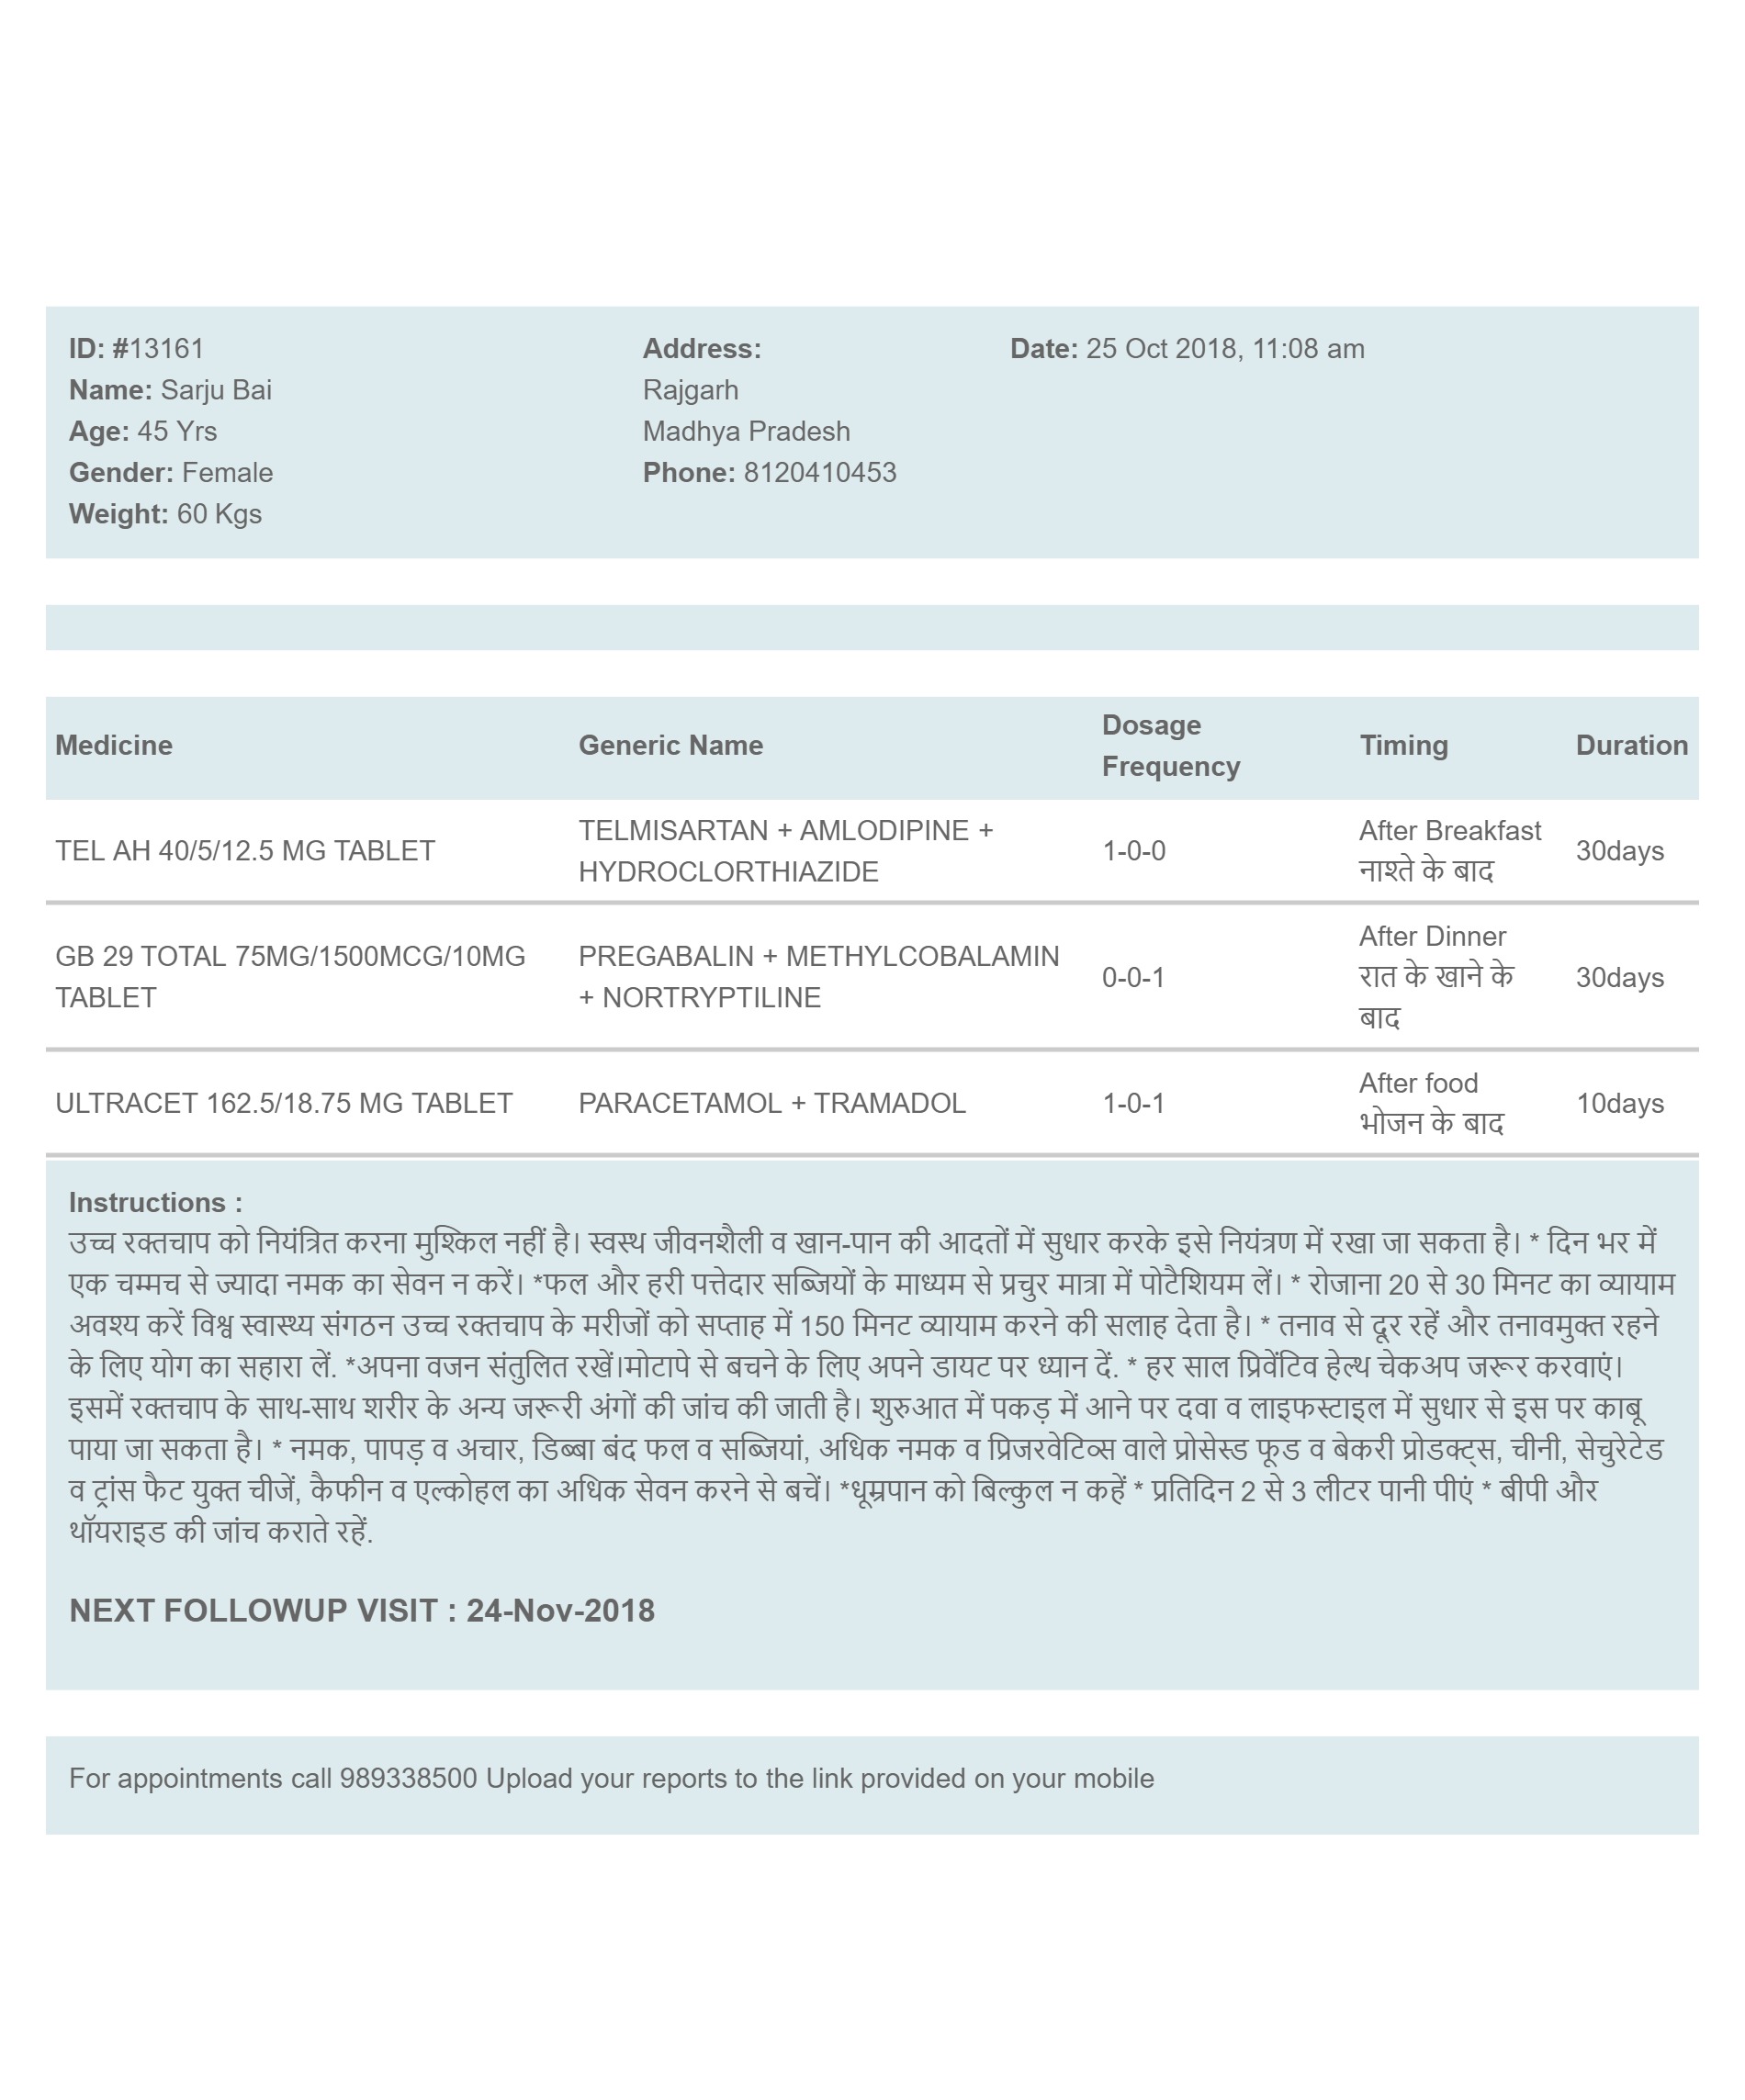 ID: #13161
Name: Sarju Bai
Age: 45 Yrs
Gender: Female
Weight: 60 Kgs
Address:
Rajgarh
Madhya Pradesh
Phone: 8120410453
Date: 25 Oct 2018, 11:08 am
Medicine Generic Name Dosage Frequency Timing Duration
TEL AH 40/5/12.5 MG TABLET
TELMISARTAN + AMLODIPINE +
HYDROCLORTHIAZIDE
1-0-0
After Breakfast
नाश्ते के बाद
30days
GB 29 TOTAL 75MG/1500MCG/10MG
TABLET
PREGABALIN + METHYLCOBALAMIN
+ NORTRYPTILINE
0-0-1
After Dinner
रात के खाने के
बाद
30days
ULTRACET 162.5/18.75 MG TABLET
PARACETAMOL + TRAMADOL
1-0-1
After food
भोजन के बाद
10days
Instructions :
उच्च रक्तचाप को नियंत्रित करना मुश्किल नहीं है। स्वस्थ जीवनशैली व खान-पान की आदतों में सुधार करके इसे नियंत्रण में रखा जा सकता है। * दिन भर में
एक चम्मच से ज्यादा नमक का सेवन न करें। *फल और हरी पत्तेदार सब्जियों के माध्यम से प्रचुर मात्रा में पोटैशियम लें। * रोजाना 20 से 30 मिनट का व्यायाम
अवश्य करें विश्व स्वास्थ्य संगठन उच्च रक्तचाप के मरीजों को सप्ताह में 150 मिनट व्यायाम करने की सलाह देता है। * तनाव से दूर रहें और तनावमुक्त रहने
के लिए योग का सहारा लें. *अपना वजन संतुलित रखें।मोटापे से बचने के लिए अपने डायट पर ध्यान दें. * हर साल प्रिवेंटिव हेल्थ चेकअप जरूर करवाएं।
इसमें रक्तचाप के साथ-साथ शरीर के अन्य जरूरी अंगों की जांच की जाती है। शुरुआत में पकड़ में आने पर दवा व लाइफस्टाइल में सुधार से इस पर काबू
पाया जा सकता है। * नमक, पापड़ व अचार, डिब्बा बंद फल व सब्जियां, अधिक नमक व प्रिजरवेटिव्स वाले प्रोसेस्ड फूड व बेकरी प्रोडक्ट्स, चीनी, सेचुरेटेड
व ट्रांस फैट युक्त चीजें, कैफीन व एल्कोहल का अधिक सेवन करने से बचें। *धूम्रपान को बिल्कुल न कहें * प्रतिदिन 2 से 3 लीटर पानी पीएं * बीपी और
थॉयराइड की जांच कराते रहें.
NEXT FOLLOWUP VISIT : 24-Nov-2018
For appointments call 989338500 Upload your reports to the link provided on your mobile